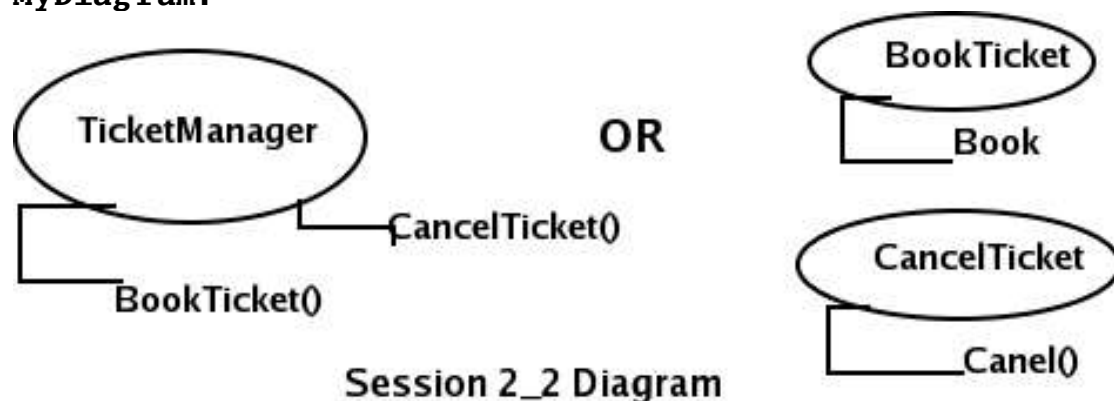 MyDiagram:
TicketManager
CancelTicket()
BookTicket()
OR
BookTicket
Book
CancelTicket
Canel()
Session 2_2 Diagram